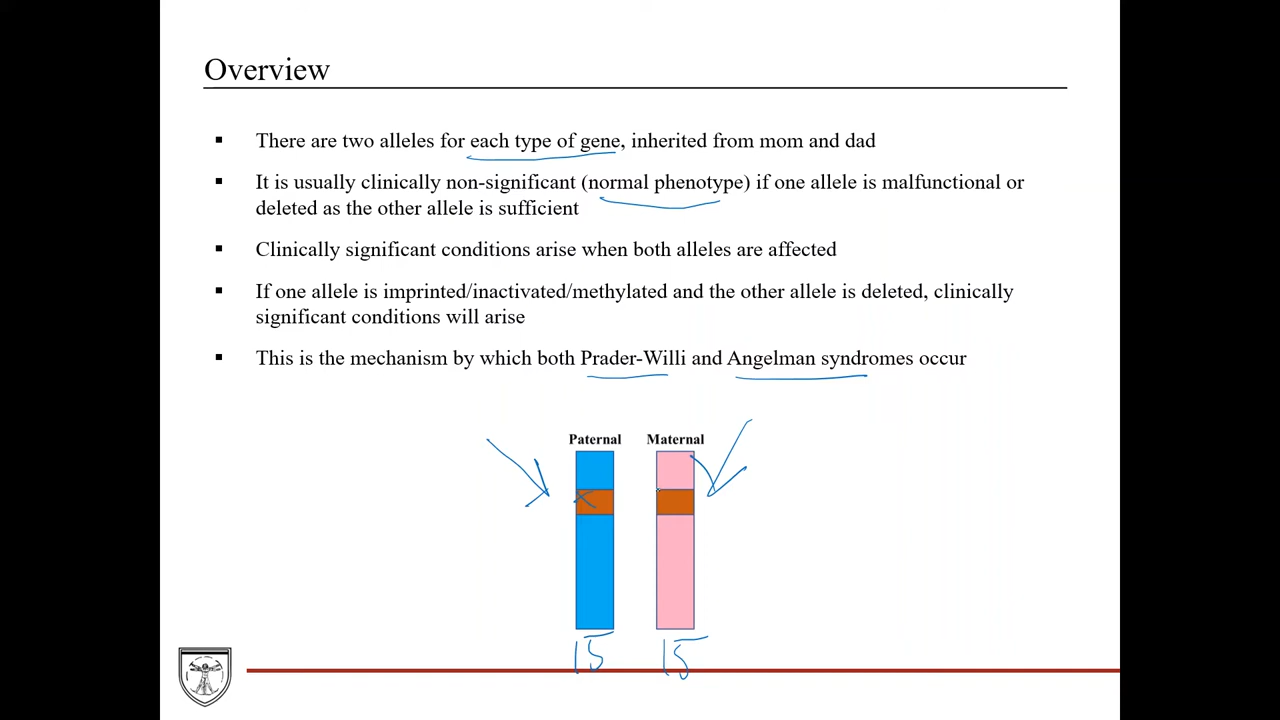 Overview
▪ There are two alleles for each type of gene, inherited from mom and dad
▪ It is usually clinically non-significant (normal phenotype) if one allele is malfunctional or
deleted as the other allele is sufficient
▪ Clinically significant conditions arise when both alleles are affected
▪ If one allele is imprinted/inactivated/methylated and the other allele is deleted, clinically
significant conditions will arise
▪ This is the mechanism by which both Prader-Willi and Angelman syndromes occur
Paternal Maternal
15 15